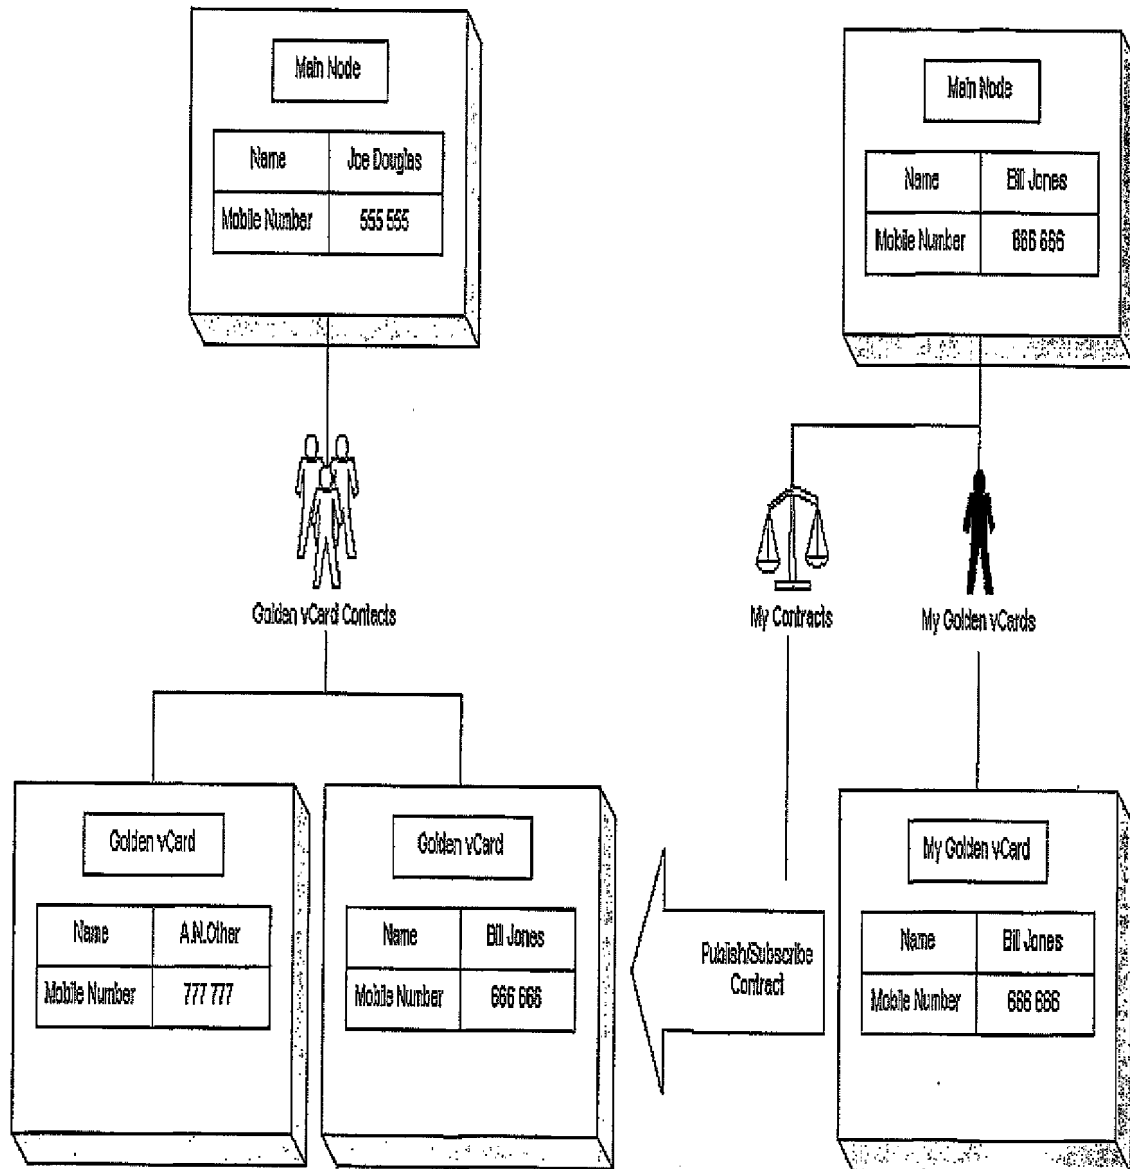 Main Node
Name Joe Douglas
Mobile Number 555 555
Main Node
Name Bill Jones
Mobile Number 666 666
Golden vCard Contacts
My Contracts
My Golden vCards
Golden vCard
Name A.N.Other
Mobile Number 777 777
Golden vCard
Name Bill Jones
Mobile Number 666 666
Publish/Subscribe
Contract
My Golden vCard
Name Bill Jones
Mobile Number 666 666